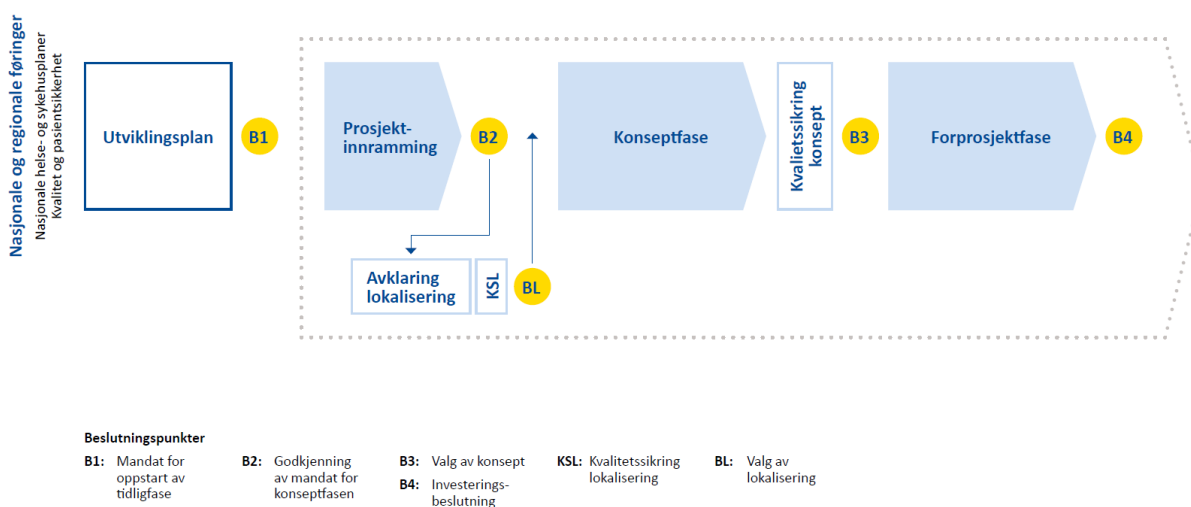 Nasjonale og regionale føringer
Nasjonale helse- og sykehusplaner
Kvalitet og pasientsikkerhet
Utviklingsplan
B1
Prosjekt-
innramming
B2
Konseptfase
Kvalietssikring
konsept
B3
Forprosjektfase
B4
Avklaring
lokalisering
KSL
BL
Beslutningspunkter
B1: Mandat for
oppstart av
tidligfase
B2: Godkjenning
av mandat for
konseptfasen
B3: Valg av konsept
B4: Investerings-
beslutning
KSL: Kvalitetssikring
lokalisering
BL: Valg av
lokalisering